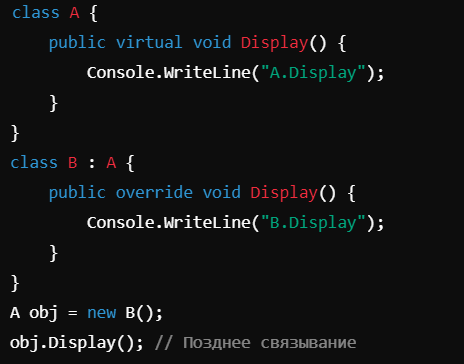 class A {
    public virtual void Display() {
        Console.WriteLine("A.Display");
    }
}
class B : A {
    public override void Display() {
        Console.WriteLine("B.Display");
    }
}
A obj = new B();
obj.Display(); // Позднее связывание